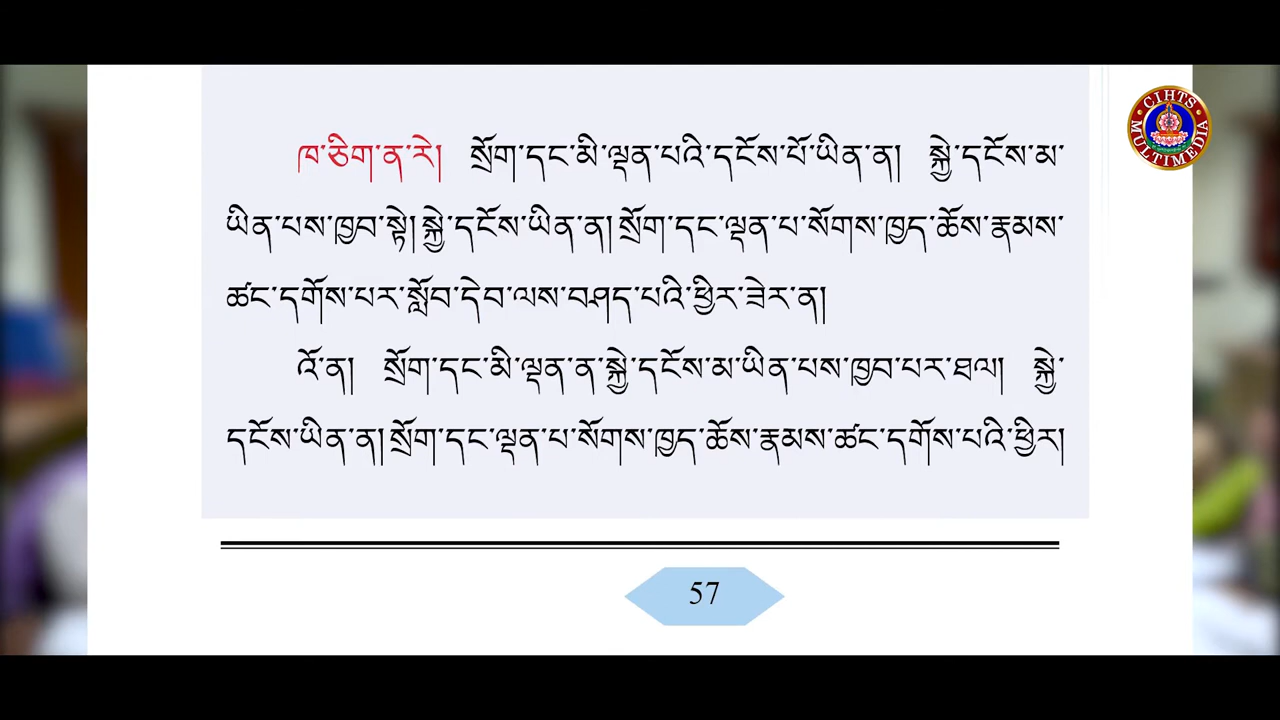 ཁ་ཅིག་ན་རེ། སྲོག་དང་མི་ལྡན་པའི་དངོས་པོ་ཡིན་ན། སྐྱེ་དངོས་མ་
ཡིན་པས་ཁྱབ་སྟེ། སྐྱེ་དངོས་ཡིན་ན། སྲོག་དང་ལྡན་པ་སོགས་ཁྱད་ཆོས་རྣམས་
ཚང་དགོས་པར་སློབ་དེབ་ལས་བཤད་པའི་ཕྱིར་ཟེར་ན།
འོ་ན། སྲོག་དང་མི་ལྡན་ན་སྐྱེ་དངོས་མ་ཡིན་པས་ཁྱབ་པར་ཐལ། སྐྱེ་
དངོས་ཡིན་ན། སྲོག་དང་ལྡན་པ་སོགས་ཁྱད་ཆོས་རྣམས་ཚང་དགོས་པའི་ཕྱིར།
57
CIHTS
MULTIMEDIA